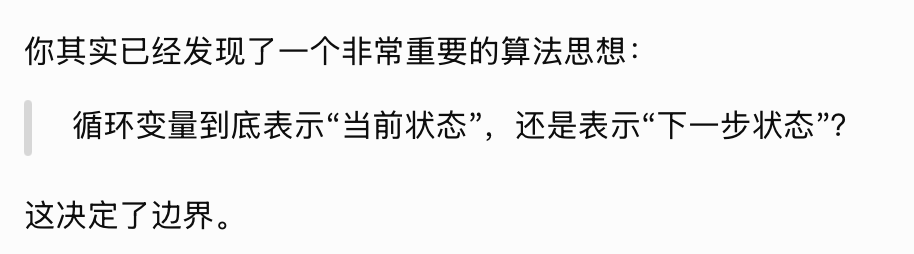 你其实已经发现了一个非常重要的算法思想：
循环变量到底表示“当前状态”，还是表示“下一步状态”？
这决定了边界。